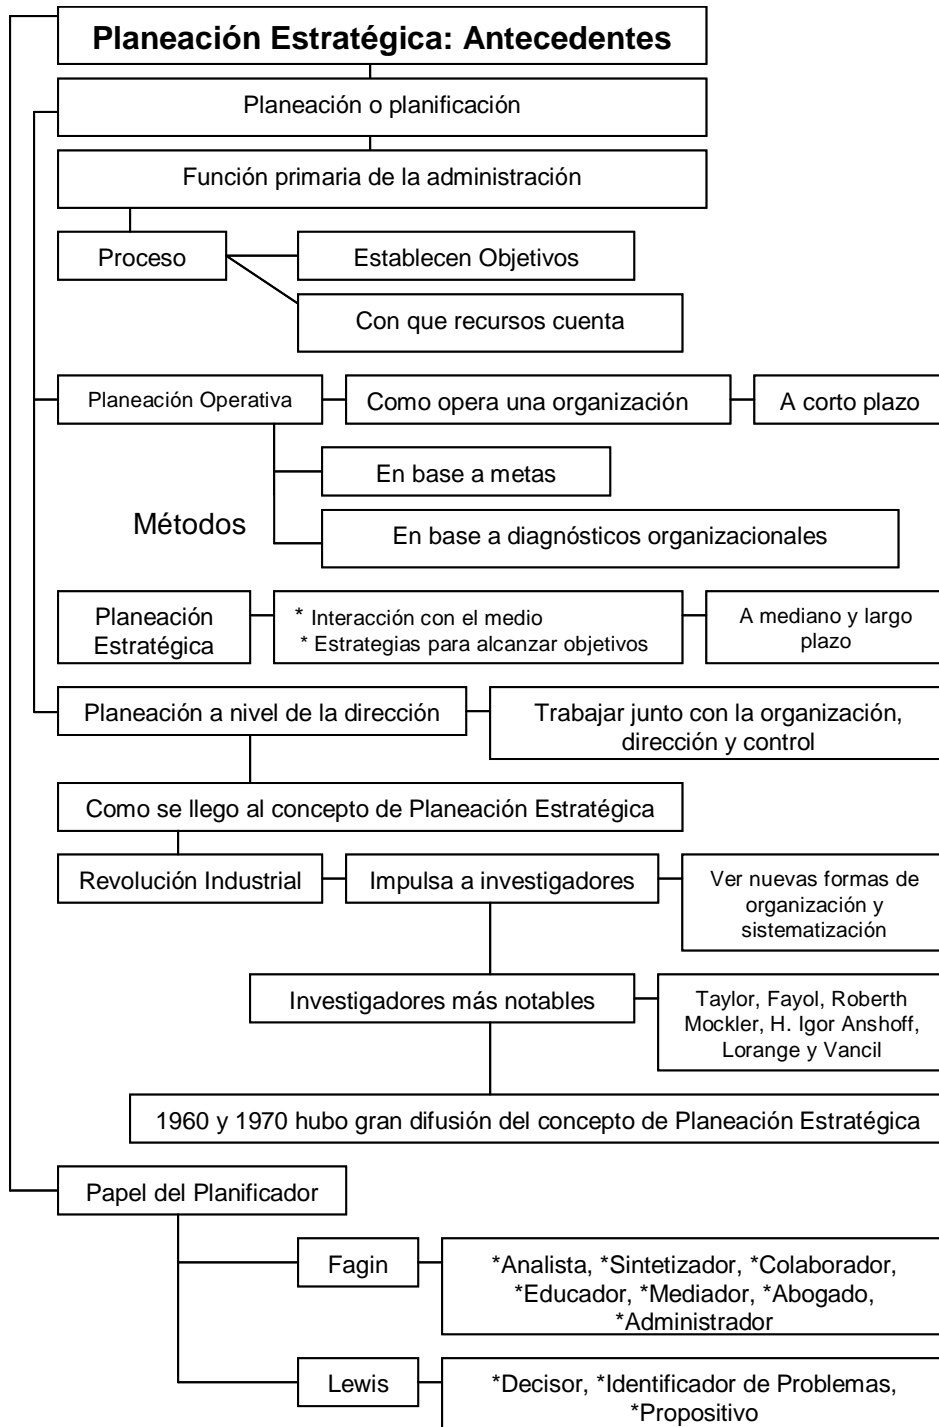 Planeación Estratégica: Antecedentes
Planeación o planificación
Función primaria de la administración
Proceso
Establecen Objetivos
Con que recursos cuenta
Planeación Operativa
Como opera una organización
A corto plazo
En base a metas
Métodos
En base a diagnósticos organizacionales
Planeación
Estratégica
* Interacción con el medio
* Estrategias para alcanzar objetivos
A mediano y largo
plazo
Planeación a nivel de la dirección
Trabajar junto con la organización,
dirección y control
Como se llego al concepto de Planeación Estratégica
Revolución Industrial
Impulsa a investigadores
Ver nuevas formas de
organización y
sistematización
Investigadores más notables
Taylor, Fayol, Roberth
Mockler, H. Igor Anshoff,
Lorange y Vancil
1960 y 1970 hubo gran difusión del concepto de Planeación Estratégica
Papel del Planificador
Fagin
*Analista, *Sintetizador, *Colaborador,
*Educador, *Mediador, *Abogado,
*Administrador
Lewis
*Decisor, *Identificador de Problemas,
*Propositivo